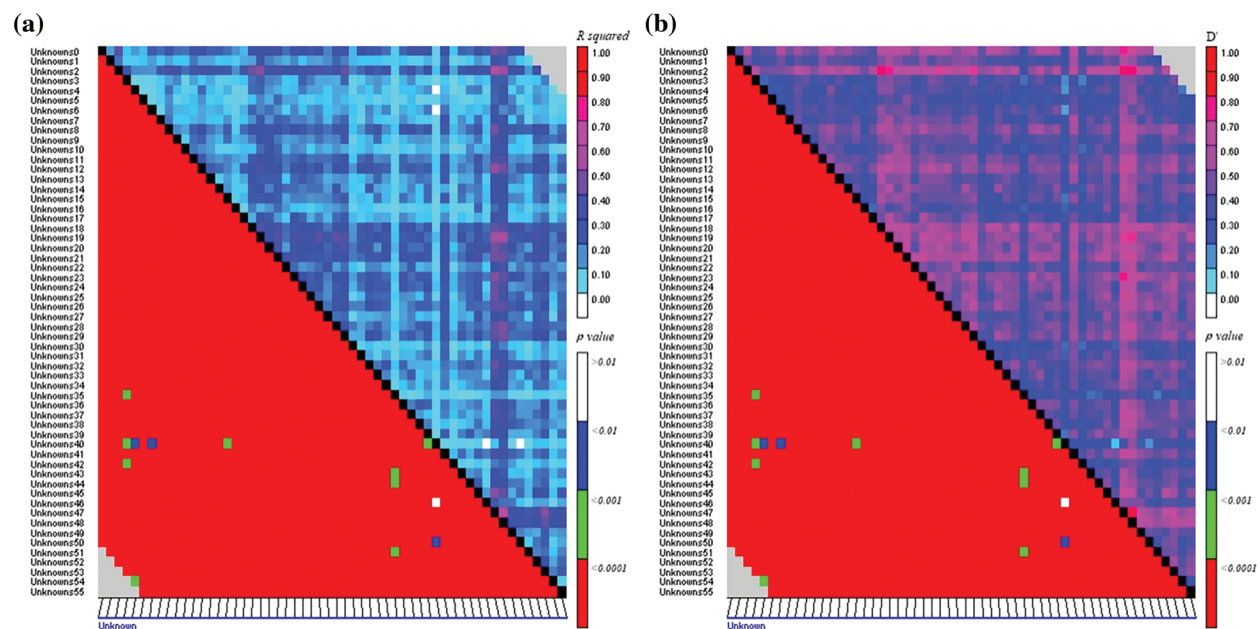 (a)
Unknowns0
Unknowns1
Unknowns2
Unknowns3
Unknowns4
Unknowns5
Unknowns6
Unknowns7
Unknowns8
Unknowns9
Unknowns10
Unknowns11
Unknowns12
Unknowns13
Unknowns14
Unknowns15
Unknowns16
Unknowns17
Unknowns18
Unknowns19
Unknowns20
Unknowns21
Unknowns22
Unknowns23
Unknowns24
Unknowns25
Unknowns26
Unknowns27
Unknowns28
Unknowns29
Unknowns30
Unknowns31
Unknowns32
Unknowns33
Unknowns34
Unknowns35
Unknowns36
Unknowns37
Unknowns38
Unknowns39
Unknowns40
Unknowns41
Unknowns42
Unknowns43
Unknowns44
Unknowns45
Unknowns46
Unknowns47
Unknowns48
Unknowns49
Unknowns50
Unknowns51
Unknowns52
Unknowns53
Unknowns54
Unknowns55
Unknown
R squared
1.00
0.90
0.80
0.70
0.60
0.50
0.40
0.30
0.20
0.10
0.00
p value
>0.01
<0.01
<0.001
<0.0001
(b)
Unknowns0
Unknowns1
Unknowns2
Unknowns3
Unknowns4
Unknowns5
Unknowns6
Unknowns7
Unknowns8
Unknowns9
Unknowns10
Unknowns11
Unknowns12
Unknowns13
Unknowns14
Unknowns15
Unknowns16
Unknowns17
Unknowns18
Unknowns19
Unknowns20
Unknowns21
Unknowns22
Unknowns23
Unknowns24
Unknowns25
Unknowns26
Unknowns27
Unknowns28
Unknowns29
Unknowns30
Unknowns31
Unknowns32
Unknowns33
Unknowns34
Unknowns35
Unknowns36
Unknowns37
Unknowns38
Unknowns39
Unknowns40
Unknowns41
Unknowns42
Unknowns43
Unknowns44
Unknowns45
Unknowns46
Unknowns47
Unknowns48
Unknowns49
Unknowns50
Unknowns51
Unknowns52
Unknowns53
Unknowns54
Unknowns55
Unknown
D'
1.00
0.90
0.80
0.70
0.60
0.50
0.40
0.30
0.20
0.10
0.00
p value
>0.01
<0.01
<0.001
<0.0001